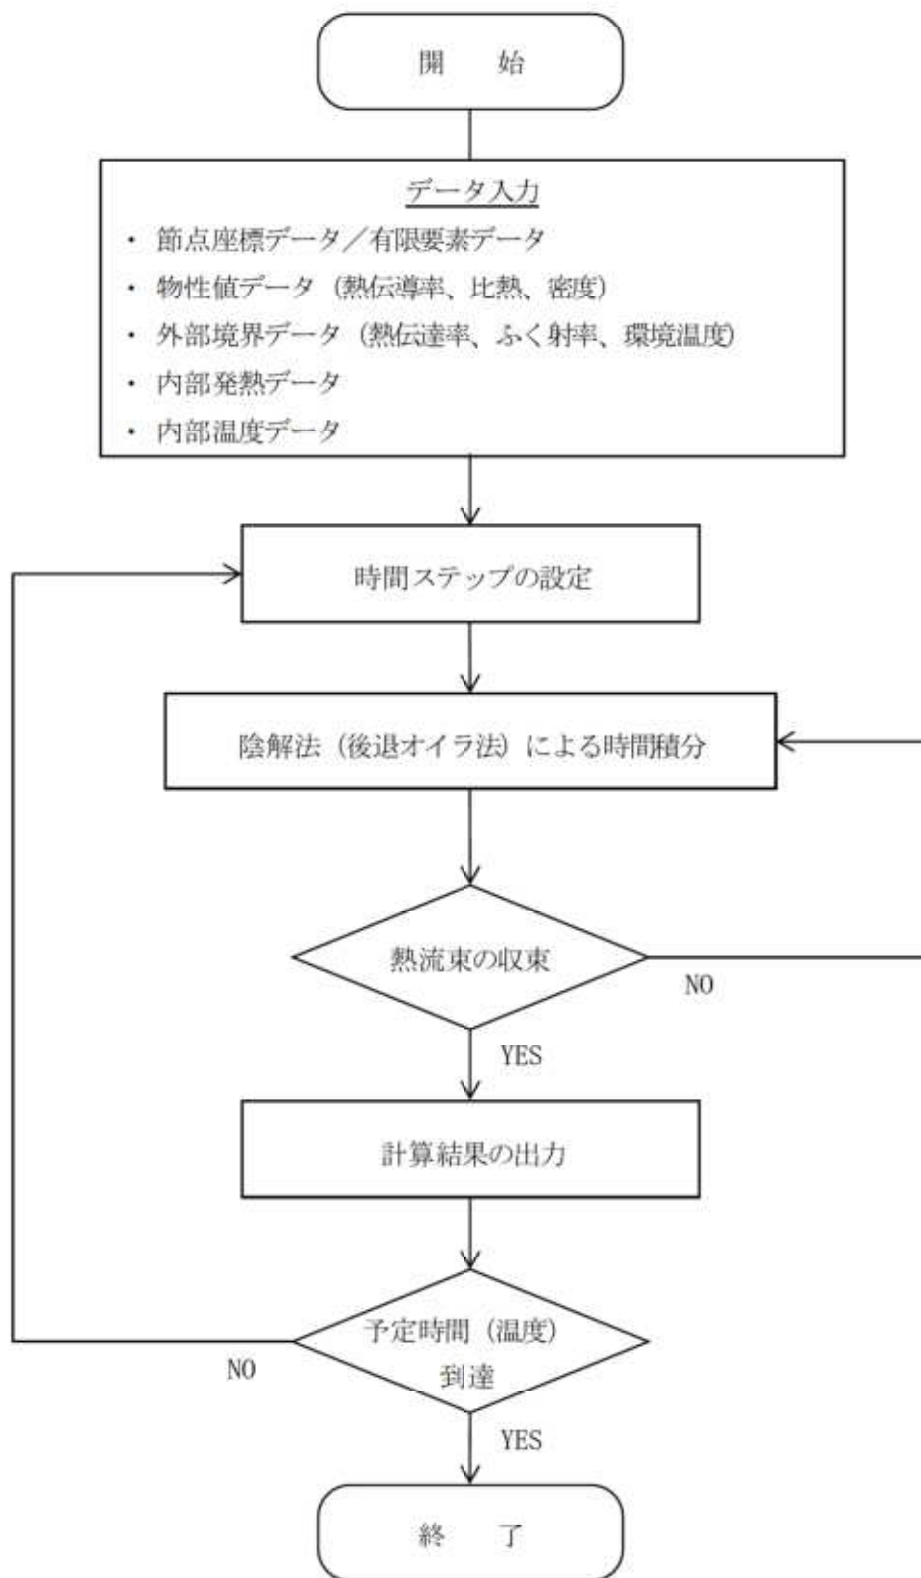 開　　始
データ入力
・ 節点座標データ／有限要素データ
・ 物性値データ（熱伝導率、比熱、密度）
・ 外部境界データ（熱伝達率、ふく射率、環境温度）
・ 内部発熱データ
・ 内部温度データ
時間ステップの設定
陰解法（後退オイラ法）による時間積分
熱流束の収束
NO
YES
計算結果の出力
予定時間（温度）
到達
NO
YES
終　　了